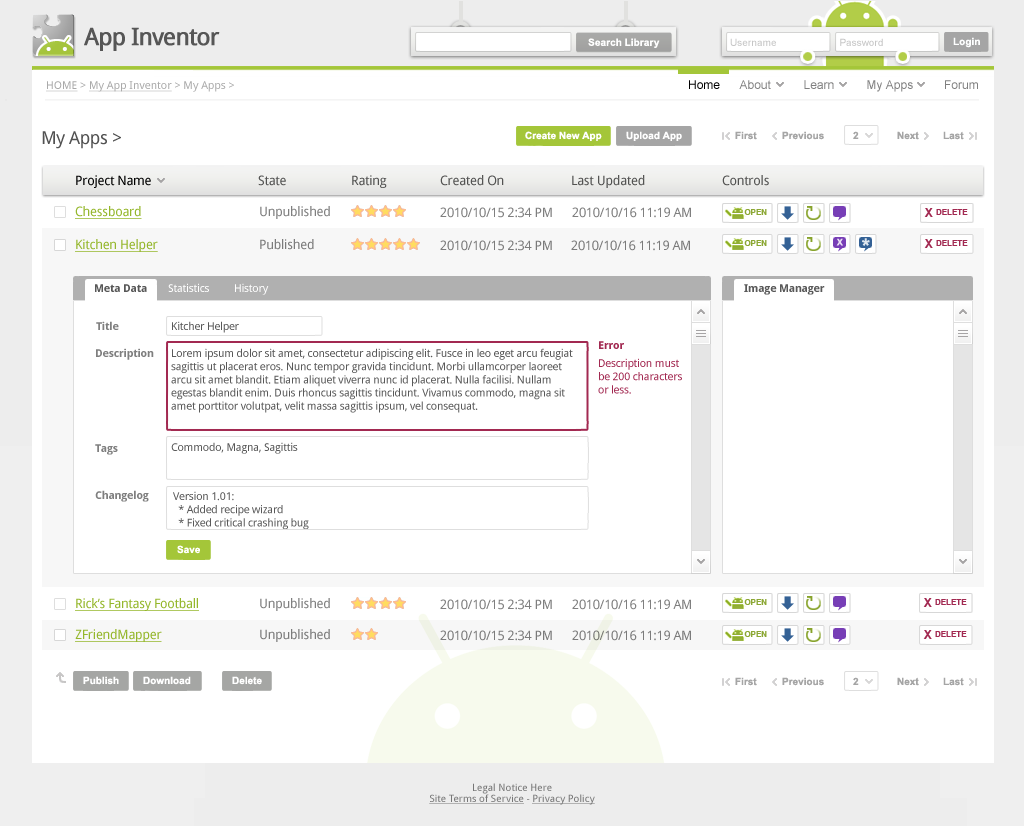 App Inventor
Search Library
Username Password Login
HOME > My App Inventor > My Apps >
Home About Learn My Apps Forum
My Apps >
Create New App Upload App First Previous 2 Next Last
Project Name State Rating Created On Last Updated Controls
Chessboard Unpublished 2010/10/15 2:34 PM 2010/10/16 11:19 AM OPEN X DELETE
Kitchen Helper Published 2010/10/15 2:34 PM 2010/10/16 11:19 AM OPEN X X DELETE
Meta Data Statistics History Image Manager
Title Kitcher Helper
Description
Lorem ipsum dolor sit amet, consectetur adipiscing elit. Fusce in leo eget arcu feugiat
sagittis ut placerat eros. Nunc tempor gravida tincidunt. Morbi ullamcorper laoreet
arcu sit amet blandit. Etiam aliquet viverra nunc id placerat. Nulla facilisi. Nullam
egestas blandit enim. Duis rhoncus sagittis tincidunt. Vivamus commodo, magna sit
amet porttitor volutpat, velit massa sagittis ipsum, vel consequat.
Error
Description must
be 200 characters
or less.
Tags Commodo, Magna, Sagittis
Changelog Version 1.01:
* Added recipe wizard
* Fixed critical crashing bug
Save
Rick's Fantasy Football Unpublished 2010/10/15 2:34 PM 2010/10/16 11:19 AM OPEN X DELETE
ZFriendMapper Unpublished 2010/10/15 2:34 PM 2010/10/16 11:19 AM OPEN X DELETE
Publish Download Delete First Previous 2 Next Last
Legal Notice Here
Site Terms of Service - Privacy Policy